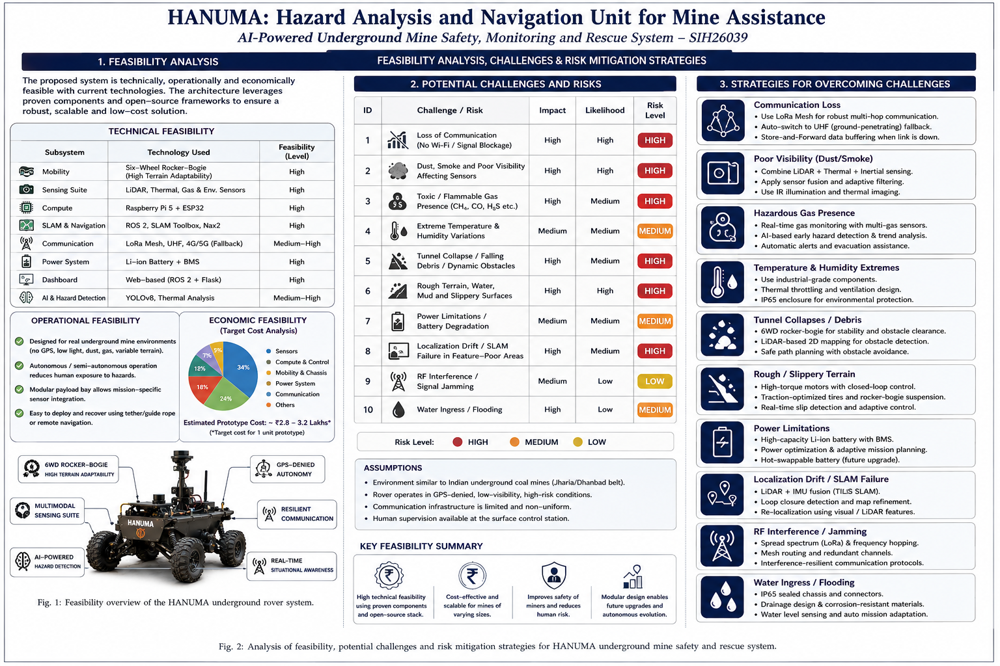 HANUMA: Hazard Analysis and Navigation Unit for Mine Assistance
AI-Powered Underground Mine Safety, Monitoring and Rescue System – SIH26039
1. FEASIBILITY ANALYSIS
FEASIBILITY ANALYSIS, CHALLENGES & RISK MITIGATION STRATEGIES
The proposed system is technically, operationally and economically
feasible with current technologies. The architecture leverages
proven components and open–source frameworks to ensure a
robust, scalable and low–cost solution.
TECHNICAL FEASIBILITY
Subsystem Technology Used Feasibility
(Level)
Mobility Six–Wheel Rocker–Bogie
(High Terrain Adaptability) High
Sensing Suite LiDAR, Thermal, Gas & Env. Sensors High
Compute Raspberry Pi 5 + ESP32 High
SLAM & Navigation ROS 2, SLAM Toolbox, Nax2 High
Communication LoRa Mesh, UHF, 4G/5G (Fallback) Medium–High
Power System Li–ion Battery + BMS High
Dashboard Web–based (ROS 2 + Flask) High
AI & Hazard Detection YOLOv8, Thermal Analysis Medium–High
OPERATIONAL FEASIBILITY
Designed for real underground mine environments
(no GPS, low light, dust, gas, variable terrain).
Autonomous / semi–autonomous operation
reduces human exposure to hazards.
Modular payload bay allows mission–specific
sensor integration.
Easy to deploy and recover using tether/guide rope
or remote navigation.
ECONOMIC FEASIBILITY
(Target Cost Analysis)
34%
24%
18%
12%
7%
5%
Sensors
Compute & Control
Mobility & Chassis
Power System
Communication
Others
Estimated Prototype Cost: ~ ₹2.8 – 3.2 Lakhs*
(*Target cost for 1 unit prototype)
6WD ROCKER–BOGIE
HIGH TERRAIN ADAPTABILITY
GPS–DENIED
AUTONOMY
MULTIMODAL
SENSING SUITE
RESILIENT
COMMUNICATION
HANUMA
AI–POWERED
HAZARD DETECTION
REAL–TIME
SITUATIONAL AWARENESS
Fig. 1: Feasibility overview of the HANUMA underground rover system.
2. POTENTIAL CHALLENGES AND RISKS
ID Challenge / Risk Impact Likelihood Risk
Level
1 Loss of Communication
(No Wi–Fi / Signal Blockage) High High HIGH
2 Dust, Smoke and Poor Visibility
Affecting Sensors High High HIGH
3 Toxic / Flammable Gas
Presence (CH₄, CO, H₂S etc.) High Medium HIGH
4 Extreme Temperature &
Humidity Variations Medium Medium MEDIUM
5 Tunnel Collapse / Falling
Debris / Dynamic Obstacles High Medium HIGH
6 Rough Terrain, Water,
Mud and Slippery Surfaces High High HIGH
7 Power Limitations /
Battery Degradation Medium Medium MEDIUM
8 Localization Drift / SLAM
Failure in Feature–Poor Areas High Medium HIGH
9 RF Interference /
Signal Jamming Medium Low LOW
10 Water Ingress / Flooding High Low MEDIUM
Risk Level: HIGH MEDIUM LOW
ASSUMPTIONS
• Environment similar to Indian underground coal mines (Jharia/Dhanbad belt).
• Rover operates in GPS–denied, low–visibility, high–risk conditions.
• Communication infrastructure is limited and non–uniform.
• Human supervision available at the surface control station.
KEY FEASIBILITY SUMMARY
High technical feasibility
using proven components
and open–source stack.
Cost–effective and
scalable for mines of
varying sizes.
Improves safety of
miners and reduces
human risk.
Modular design enables
future upgrades and
autonomous evolution.
3. STRATEGIES FOR OVERCOMING CHALLENGES
Communication Loss
• Use LoRa Mesh for robust multi–hop communication.
• Auto–switch to UHF (ground–penetrating) fallback.
• Store–and–Forward data buffering when link is down.
Poor Visibility (Dust/Smoke)
• Combine LiDAR + Thermal + Inertial sensing.
• Apply sensor fusion and adaptive filtering.
• Use IR illumination and thermal imaging.
Hazardous Gas Presence
• Real–time gas monitoring with multi–gas sensors.
• AI–based early hazard detection & trend analysis.
• Automatic alerts and evacuation assistance.
Temperature & Humidity Extremes
• Use industrial–grade components.
• Thermal throttling and ventilation design.
• IP65 enclosure for environmental protection.
Tunnel Collapses / Debris
• 6WD rocker–bogie for stability and obstacle clearance.
• LiDAR–based 2D mapping for obstacle detection.
• Safe path planning with obstacle avoidance.
Rough / Slippery Terrain
• High–torque motors with closed–loop control.
• Traction–optimized tires and rocker–bogie suspension.
• Real–time slip detection and adaptive control.
Power Limitations
• High–capacity Li–ion battery with BMS.
• Power optimization & adaptive mission planning.
• Hot–swappable battery (future upgrade).
Localization Drift / SLAM Failure
• LiDAR + IMU fusion (TILIS SLAM).
• Loop closure detection and map refinement.
• Re–localization using visual / LiDAR features.
RF Interference / Jamming
• Spread spectrum (LoRa) & frequency hopping.
• Mesh routing and redundant channels.
• Interference–resilient communication protocols.
Water Ingress / Flooding
• IP65 sealed chassis and connectors.
• Drainage design & corrosion–resistant materials.
• Water level sensing and auto mission adaptation.
Fig. 2: Analysis of feasibility, potential challenges and risk mitigation strategies for HANUMA underground mine safety and rescue system.